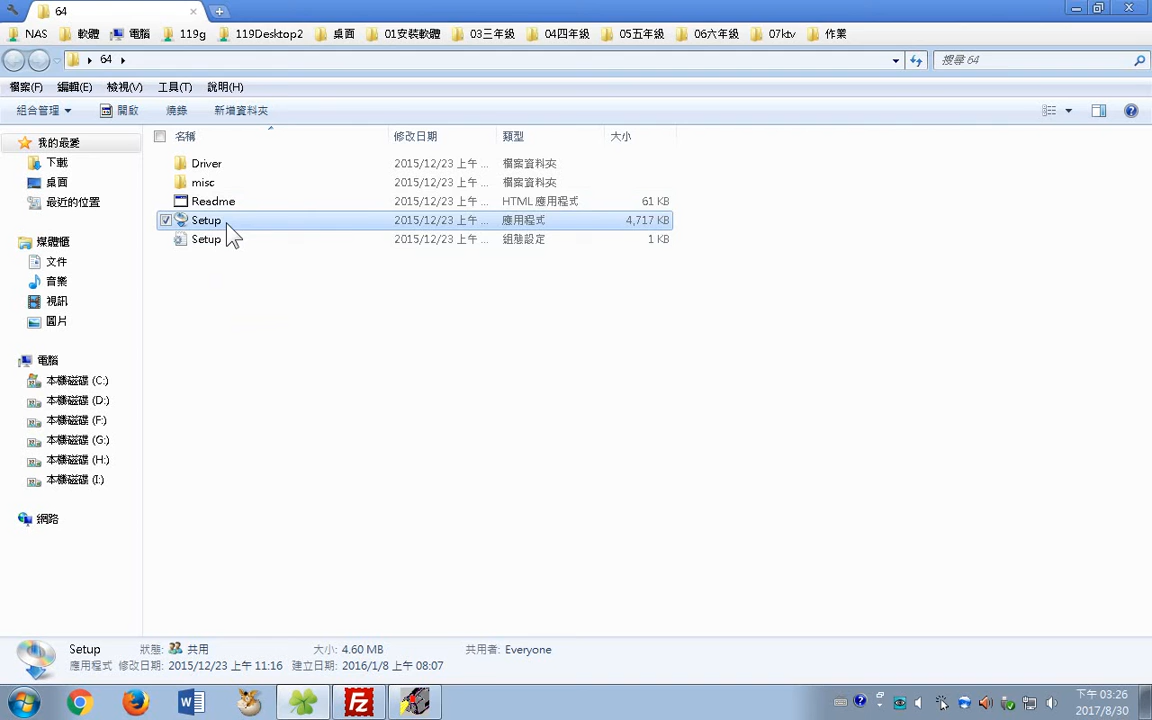 64
NAS 軟體 電腦 119g 119Desktop2 桌面 01安裝軟體 03三年級 04四年級 05五年級 06六年級 07ktv 作業
64
搜尋 64
檔案(F) 編輯(E) 檢視(V) 工具(T) 說明(H)
組合管理 開啟 燒錄 新增資料夾
我的最愛
下載
桌面
最近的位置
媒體櫃
文件
音樂
視訊
圖片
電腦
本機磁碟 (C:)
本機磁碟 (D:)
本機磁碟 (F:)
本機磁碟 (G:)
本機磁碟 (H:)
本機磁碟 (I:)
網路
名稱 修改日期 類型 大小
Driver 2015/12/23 上午 ... 檔案資料夾
misc 2015/12/23 上午 ... 檔案資料夾
Readme 2015/12/23 上午 ... HTML 應用程式 61 KB
Setup 2015/12/23 上午 ... 應用程式 4,717 KB
Setup 2015/12/23 上午 ... 組態設定 1 KB
Setup 狀態: 共用 大小: 4.60 MB 共用者: Everyone
應用程式 修改日期: 2015/12/23 上午 11:16 建立日期: 2016/1/8 上午 08:07
下午 03:26
2017/8/30